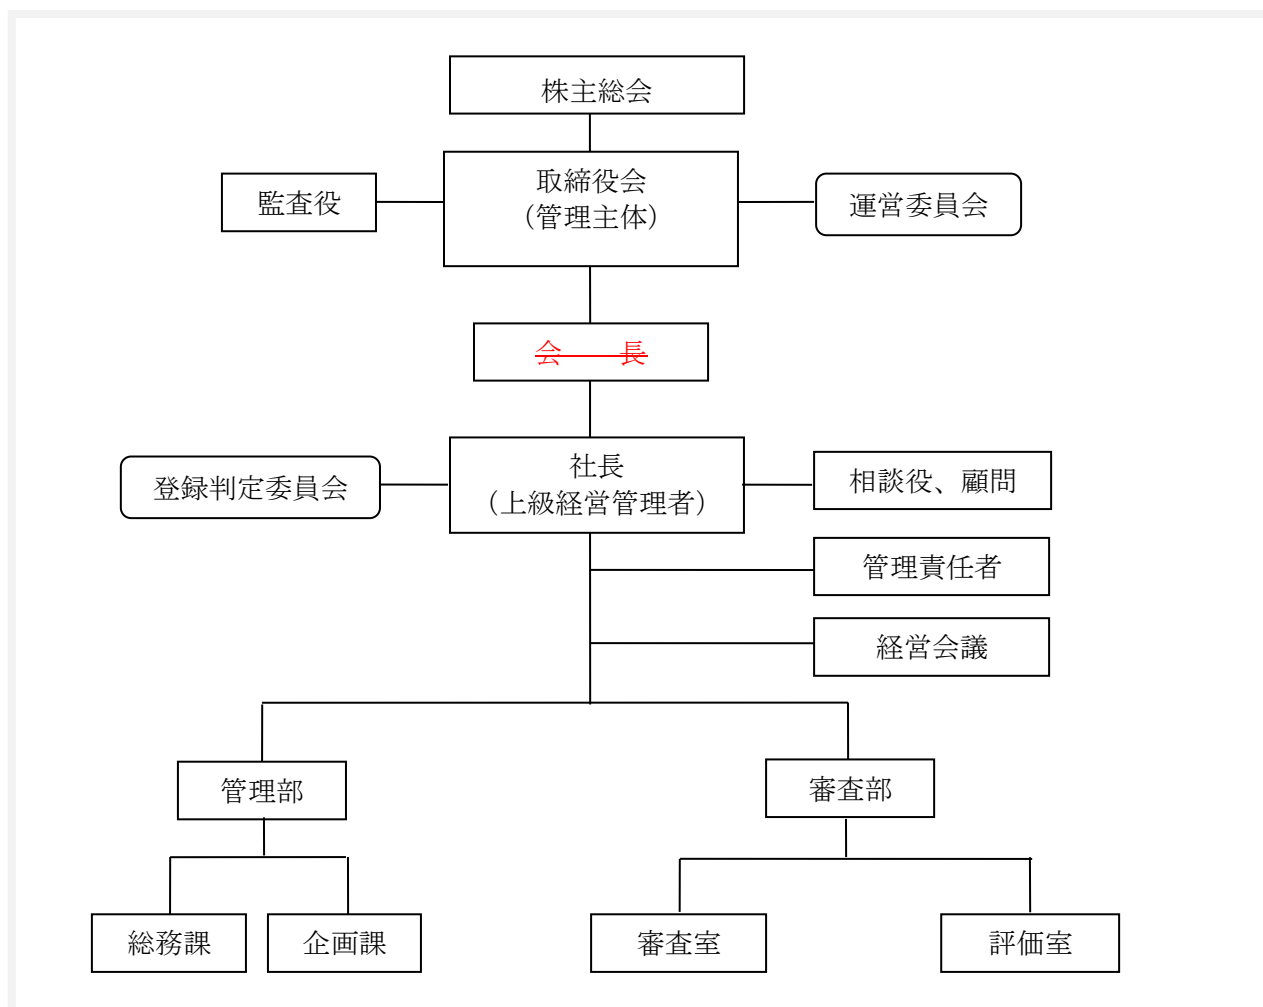 株主総会
監査役
取締役会
（管理主体）
運営委員会
会　　長
登録判定委員会
社長
（上級経営管理者）
相談役、顧問
管理責任者
経営会議
管理部
審査部
総務課
企画課
審査室
評価室